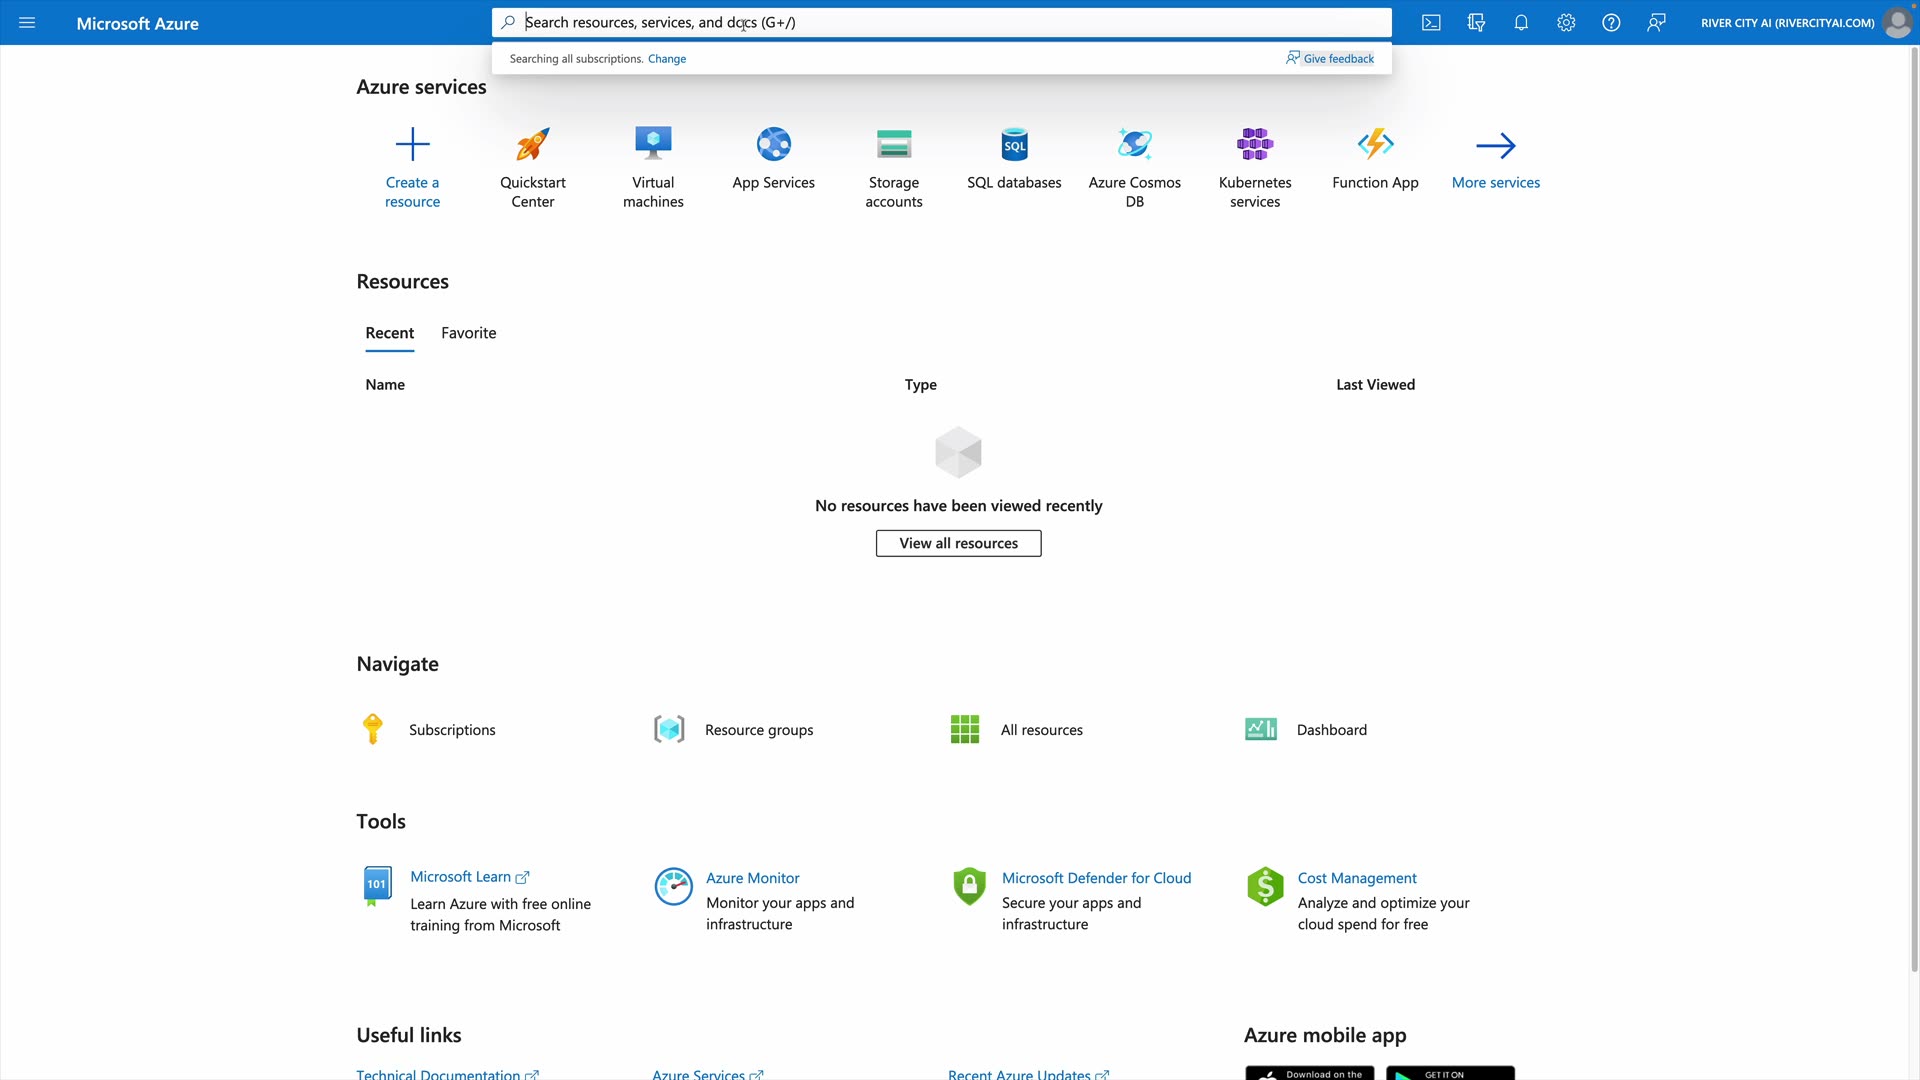 Microsoft Azure
Search resources, services, and docs (G+/)
RIVER CITY AI (RIVERCITYAI.COM)
Searching all subscriptions. Change
Give feedback
Azure services
Create a
resource
Quickstart
Center
Virtual
machines
App Services
Storage
accounts
SQL
SQL databases
Azure Cosmos
DB
Kubernetes
services
Function App
More services
Resources
Recent
Favorite
Name
Type
Last Viewed
No resources have been viewed recently
View all resources
Navigate
Subscriptions
Resource groups
All resources
Dashboard
Tools
101
Microsoft Learn
Learn Azure with free online
training from Microsoft
Azure Monitor
Monitor your apps and
infrastructure
Microsoft Defender for Cloud
Secure your apps and
infrastructure
Cost Management
Analyze and optimize your
cloud spend for free
Useful links
Azure mobile app
Technical Documentation
Azure Services
Recent Azure Updates
Download on the
GET IT ON